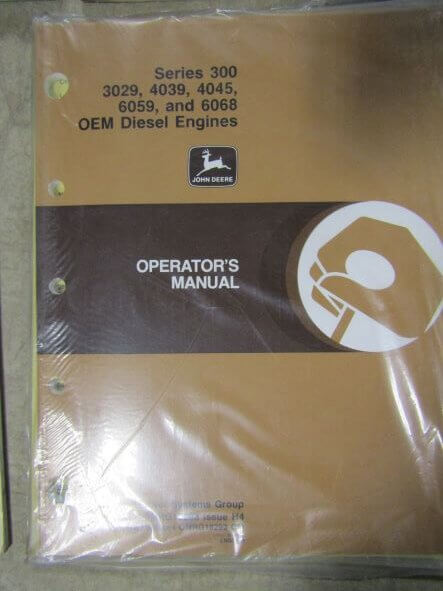 Series 300
3029, 4039, 4045,
6059, and 6068
OEM Diesel Engines
JOHN DEERE
OPERATOR'S
MANUAL
Systems Group
Issue H4